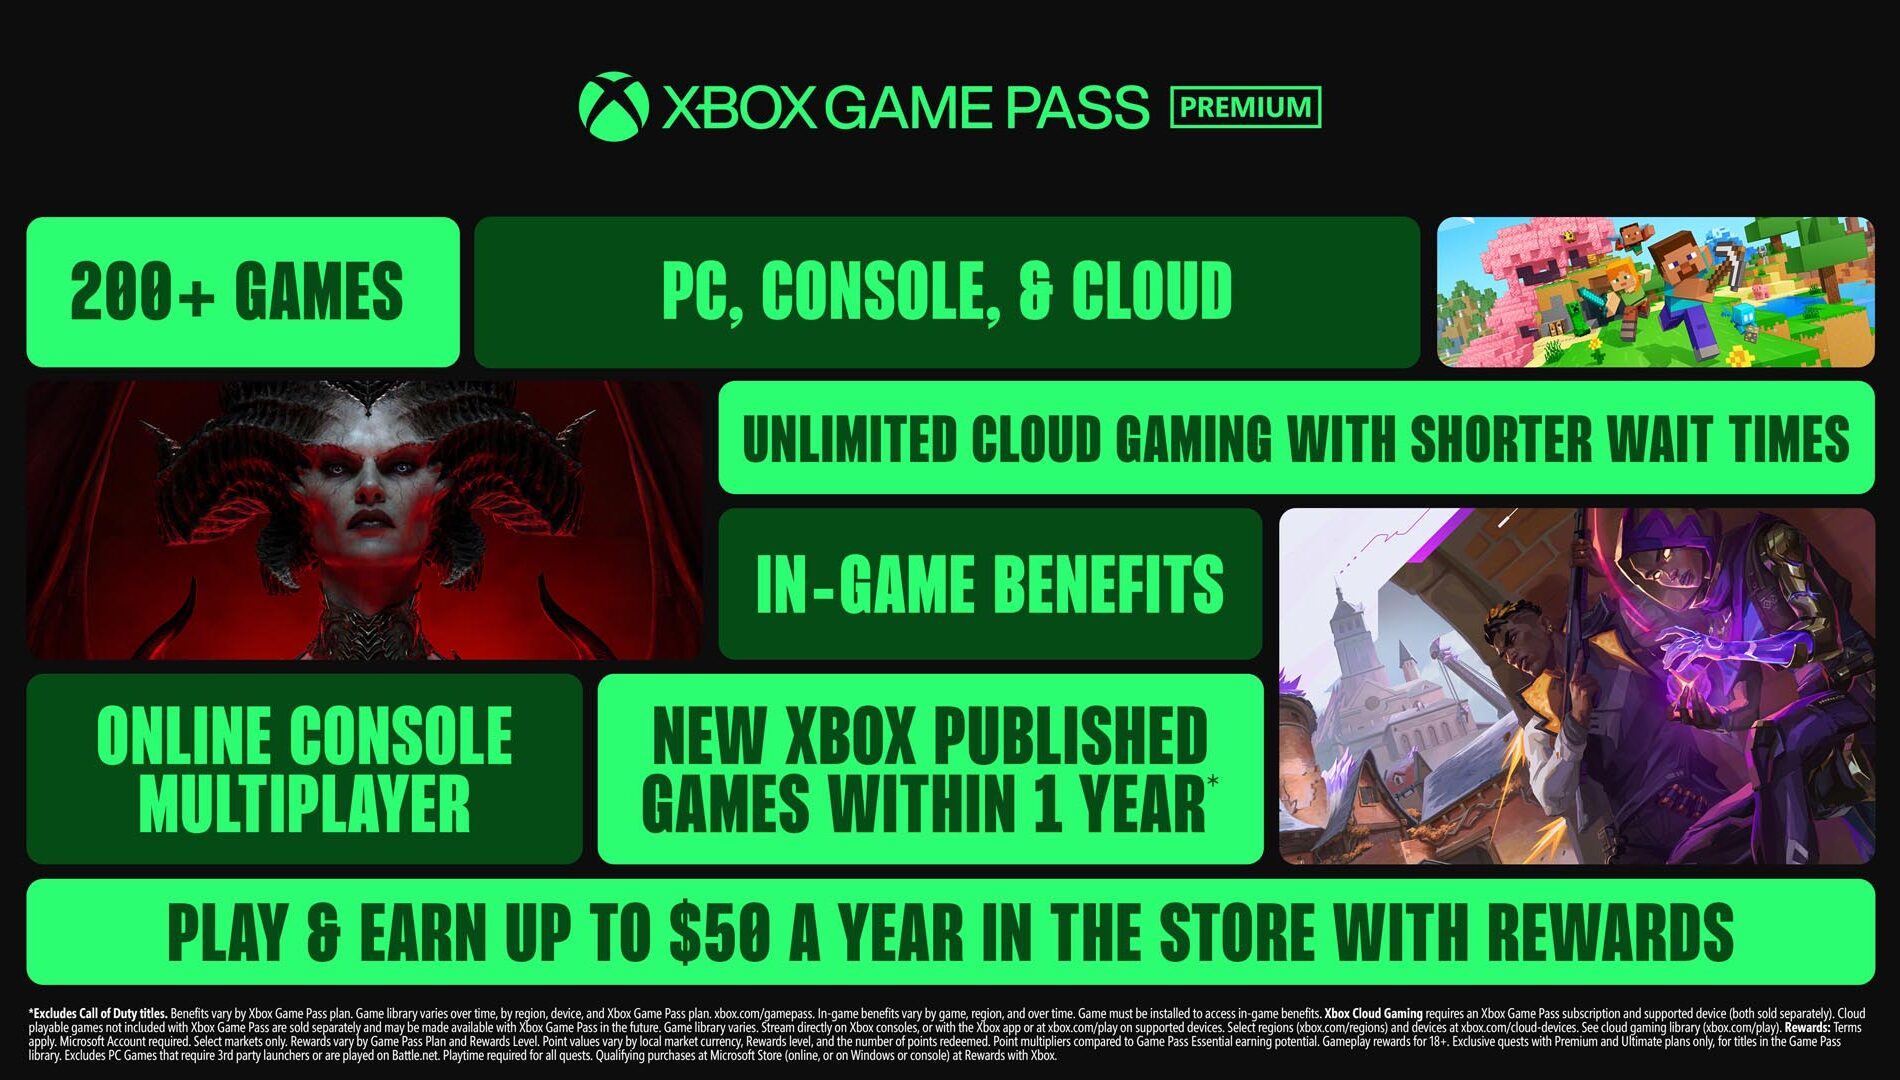 XBOX GAME PASS PREMIUM
200+ GAMES
PC, CONSOLE, & CLOUD
UNLIMITED CLOUD GAMING WITH SHORTER WAIT TIMES
IN-GAME BENEFITS
ONLINE CONSOLE
MULTIPLAYER
NEW XBOX PUBLISHED
GAMES WITHIN 1 YEAR*
PLAY & EARN UP TO $50 A YEAR IN THE STORE WITH REWARDS
*Excludes Call of Duty titles. Benefits vary by Xbox Game Pass plan. Game library varies over time, by region, device, and Xbox Game Pass plan. xbox.com/gamepass. In-game benefits vary by game, region, and over time. Game must be installed to access in-game benefits. Xbox Cloud Gaming requires an Xbox Game Pass subscription and supported device (both sold separately). Cloud
playable games not included with Xbox Game Pass are sold separately and may be made available with Xbox Game Pass in the future. Game library varies. Stream directly on Xbox consoles, or with the Xbox app or at xbox.com/play on supported devices. Select regions (xbox.com/regions) and devices at xbox.com/cloud-devices. See cloud gaming library (xbox.com/play). Rewards: Terms
apply. Microsoft Account required. Select markets only. Rewards vary by Game Pass Plan and Rewards Level. Point values vary by local market currency, Rewards level, and the number of points redeemed. Point multipliers compared to Game Pass Essential earning potential. Gameplay rewards for 18+. Exclusive quests with Premium and Ultimate plans only, for titles in the Game Pass
library. Excludes PC Games that require 3rd party launchers or are played on Battle.net. Playtime required for all quests. Qualifying purchases at Microsoft Store (online, or on Windows or console) at Rewards with Xbox.